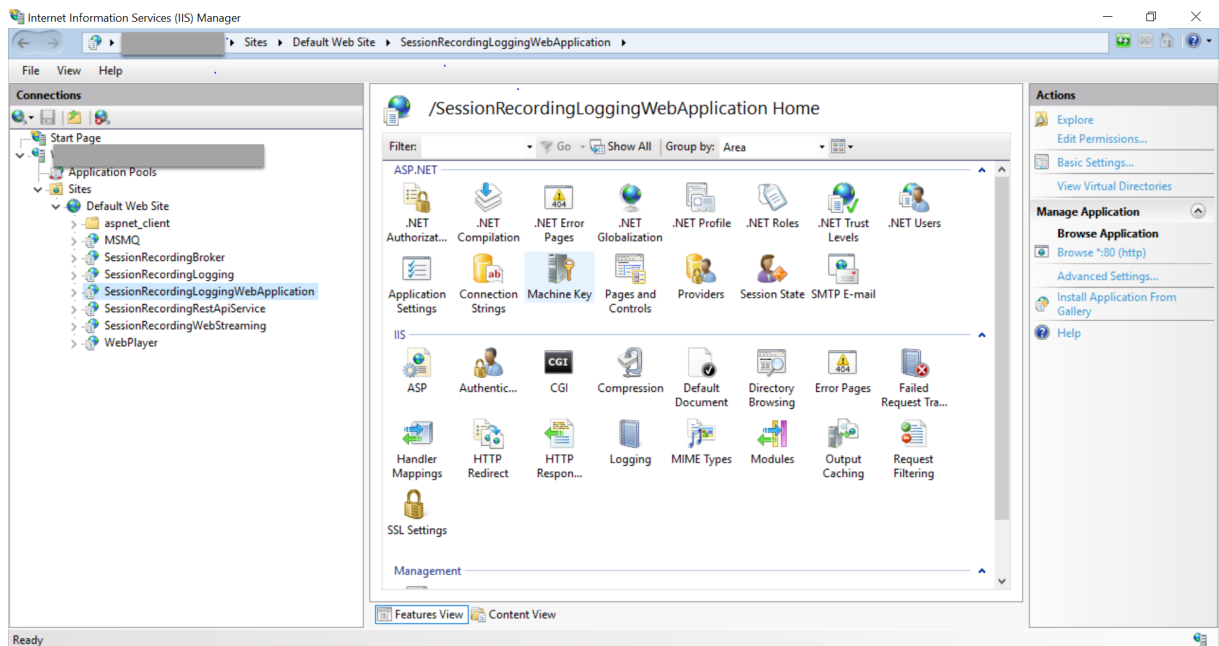 Internet Information Services (IIS) Manager
Sites Default Web Site SessionRecordingLoggingWebApplication
File View Help
Connections
Start Page
Application Pools
Sites
Default Web Site
aspnet_client
MSMQ
SessionRecordingBroker
SessionRecordingLogging
SessionRecordingLoggingWebApplication
SessionRecordingRestApiService
SessionRecordingWebStreaming
WebPlayer
/SessionRecordingLoggingWebApplication Home
Filter: Go Show All Group by: Area
ASP.NET
.NET Authorizat...
.NET Compilation
.NET Error Pages
.NET Globalization
.NET Profile
.NET Roles
.NET Trust Levels
.NET Users
Application Settings
Connection Strings
Machine Key
Pages and Controls
Providers
Session State
SMTP E-mail
IIS
ASP
Authentic...
CGI
Compression
Default Document
Directory Browsing
Error Pages
Failed Request Tra...
Handler Mappings
HTTP Redirect
HTTP Respon...
Logging
MIME Types
Modules
Output Caching
Request Filtering
SSL Settings
Management
Features View Content View
Actions
Explore
Edit Permissions...
Basic Settings...
View Virtual Directories
Manage Application
Browse Application
Browse *:80 (http)
Advanced Settings...
Install Application From
Gallery
Help
Ready